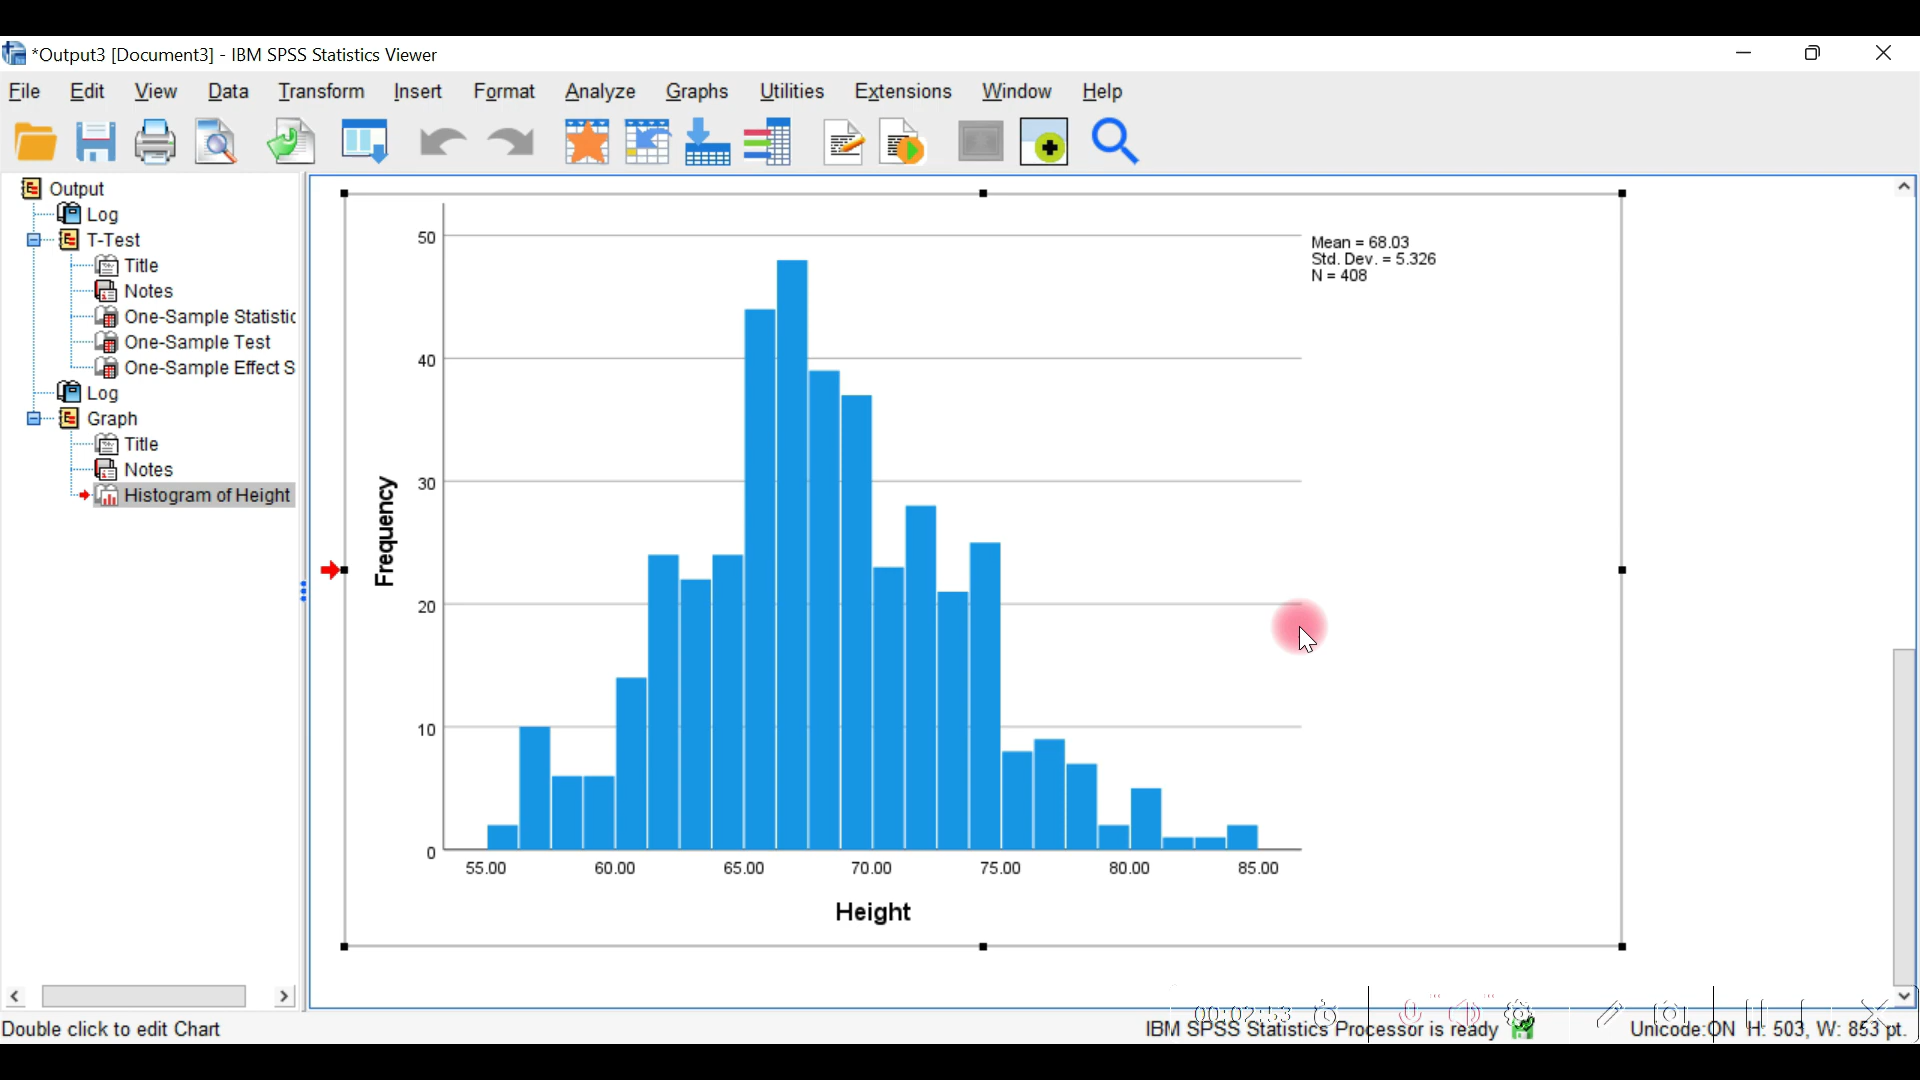 *Output3 [Document3] - IBM SPSS Statistics Viewer
File Edit View Data Transform Insert Format Analyze Graphs Utilities Extensions Window Help
Output
Log
T-Test
Title
Notes
One-Sample Statistic
One-Sample Test
One-Sample Effect S
Log
Graph
Title
Notes
Histogram of Height
50
40
30
20
10
0
Frequency
55.00 60.00 65.00 70.00 75.00 80.00 85.00
Height
Mean = 68.03
Std. Dev. = 5.326
N = 408
00:02:53
Double click to edit Chart
IBM SPSS Statistics Processor is ready
Unicode:ON H: 503, W: 853 pt.